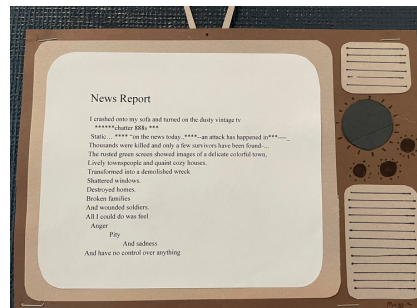 News Report
I crashed onto my sofa and turned on the dusty vintage tv
******chatter 888s ***
Static… **** "on the news today..****--an attack has happened in***----_
Thousands were killed and only a few survivors have been found-...
The rusted green screen showed images of a delicate colorful town,
Lively townspeople and quaint cozy houses.
Transformed into a demolished wreck
Shattered windows.
Destroyed homes.
Broken families
And wounded soldiers.
All I could do was feel
Anger
Pity
And sadness
And have no control over anything